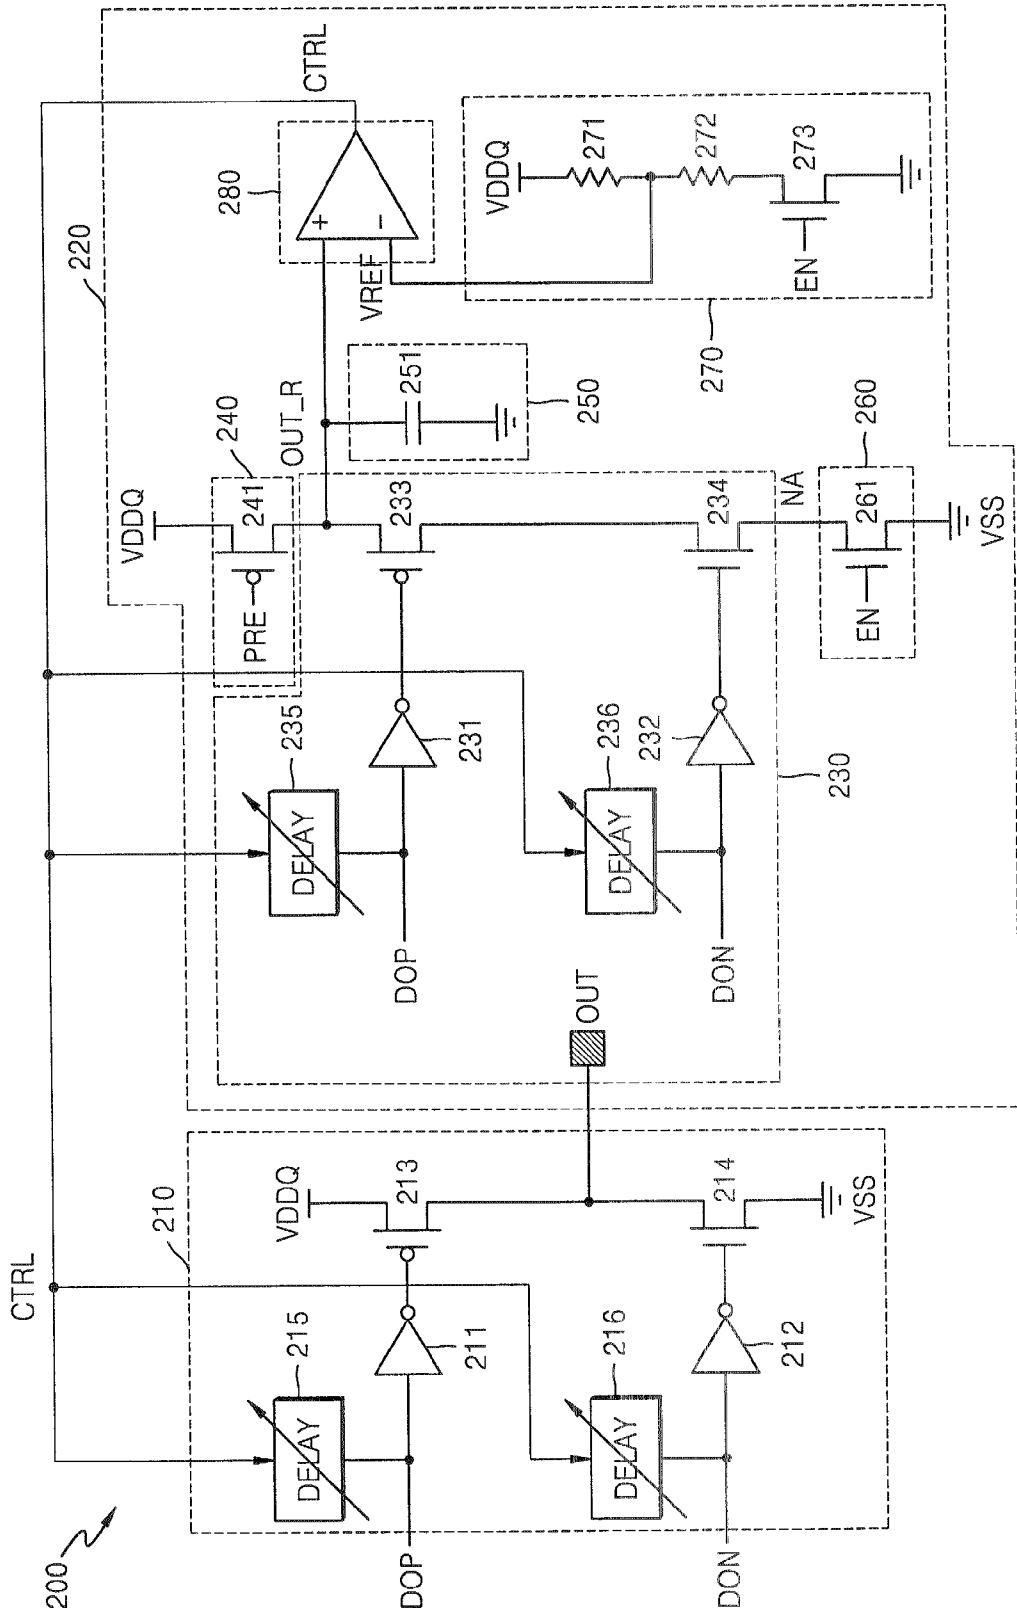 200
CTRL
210
215
DELAY
DOP
211
VDDQ
213
216
DELAY
DON
212
214
VSS
OUT
220
CTRL
235
DELAY
DOP
231
PRE
VDDQ
240
241
OUT_R
233
236
DELAY
DON
232
230
234
NA
EN
261
260
VSS
251
250
280
+
-
VREF
270
VDDQ
271
272
273
EN